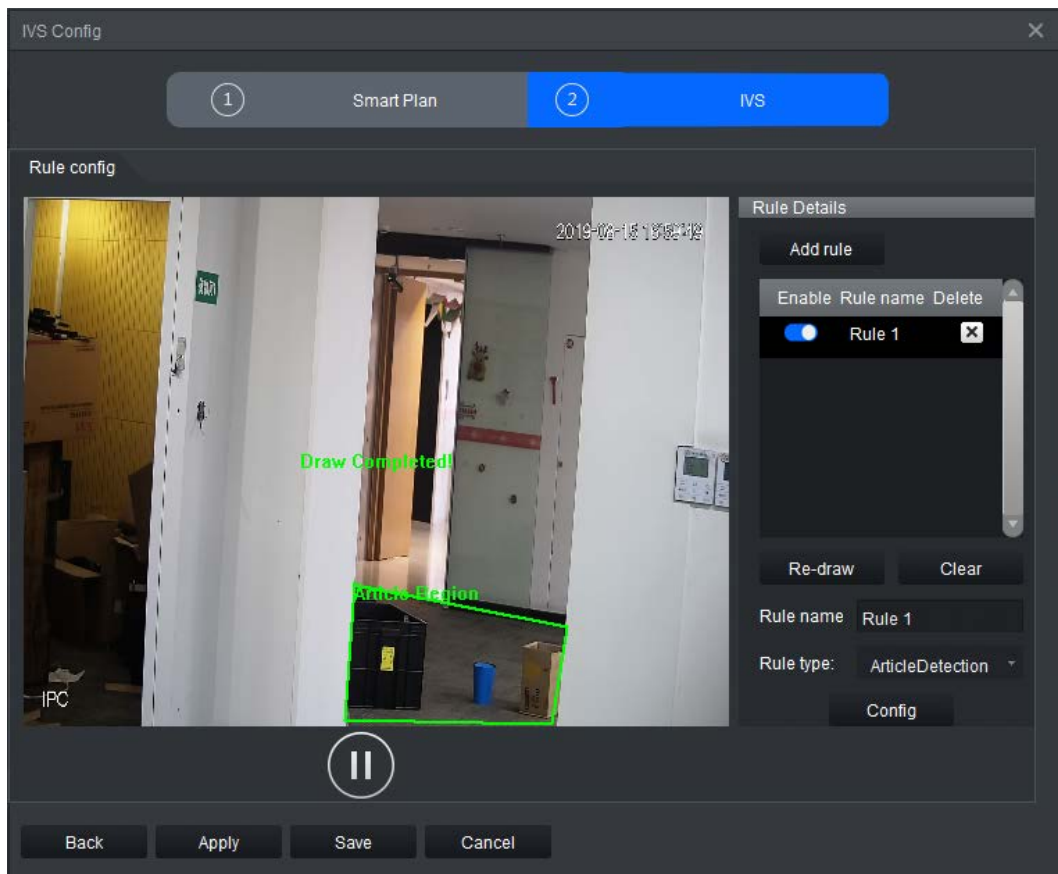 IVS Config
1 Smart Plan 2 IVS
Rule config
Rule Details
Add rule
Enable Rule name Delete
Rule 1
Draw Completed!
Article Region
IPC
Re-draw Clear
Rule name Rule 1
Rule type: ArticleDetection
Config
Back Apply Save Cancel